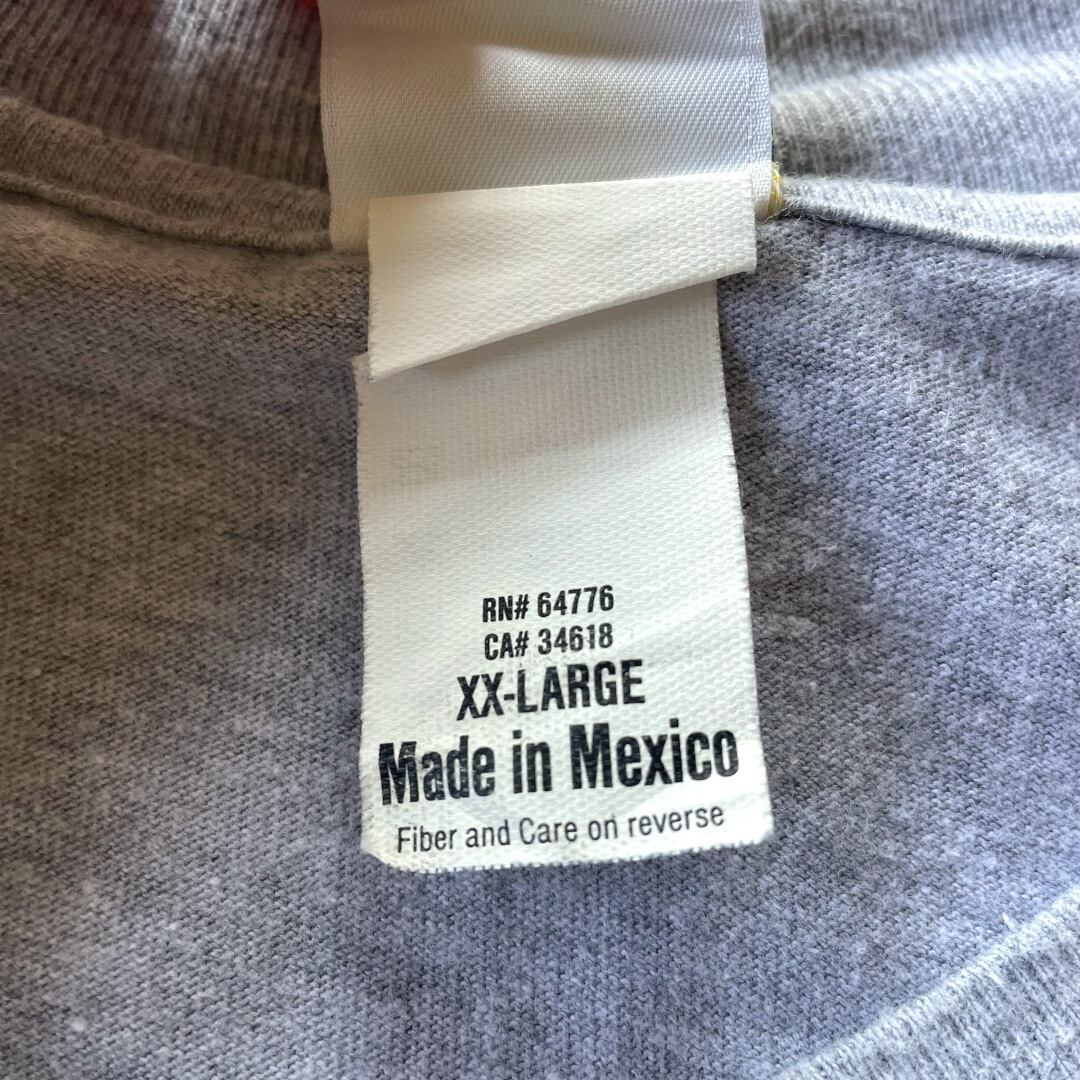 RN# 64776
CA# 34618
XX-LARGE
Made in Mexico
Fiber and Care on reverse